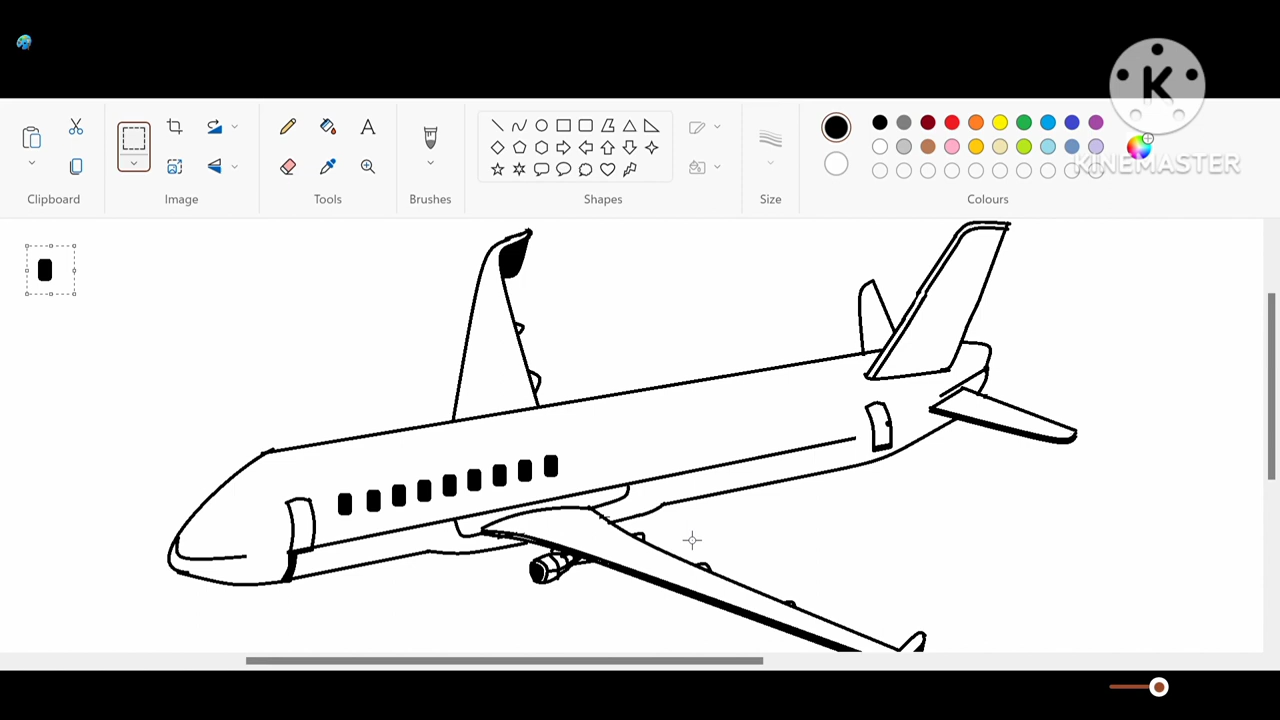 K
KINEMASTER
A
Clipboard
Image
Tools
Brushes
Shapes
Size
Colours